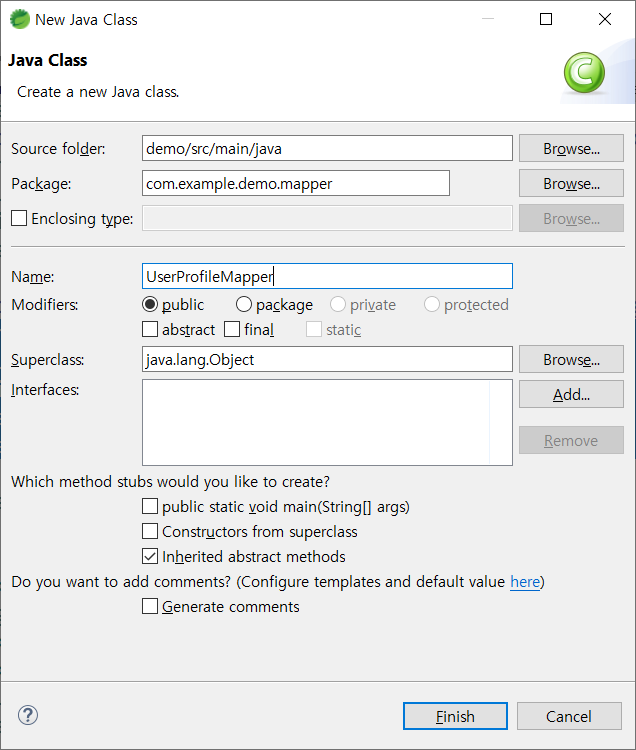 New Java Class
Java Class
Create a new Java class.
Source folder: demo/src/main/java Browse...
Package: com.example.demo.mapper Browse...
Enclosing type: Browse...
Name: UserProfileMapper
Modifiers: public package private protected
abstract final static
Superclass: java.lang.Object Browse...
Interfaces: Add...
Remove
Which method stubs would you like to create?
public static void main(String[] args)
Constructors from superclass
Inherited abstract methods
Do you want to add comments? (Configure templates and default value here)
Generate comments
? Finish Cancel